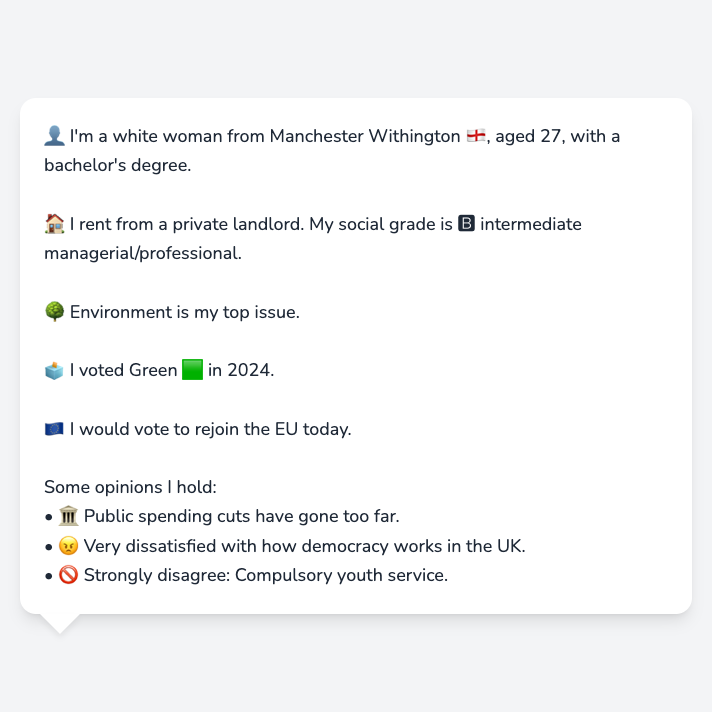 👤 I'm a white woman from Manchester Withington 🏴󠁧󠁢󠁥󠁮󠁧󠁿, aged 27, with a
bachelor's degree.
🏠 I rent from a private landlord. My social grade is 🅱 intermediate
managerial/professional.
🌳 Environment is my top issue.
🗳️ I voted Green 🟩 in 2024.
🇪🇺 I would vote to rejoin the EU today.
Some opinions I hold:
• 🏛️ Public spending cuts have gone too far.
• 😠 Very dissatisfied with how democracy works in the UK.
• 🚫 Strongly disagree: Compulsory youth service.